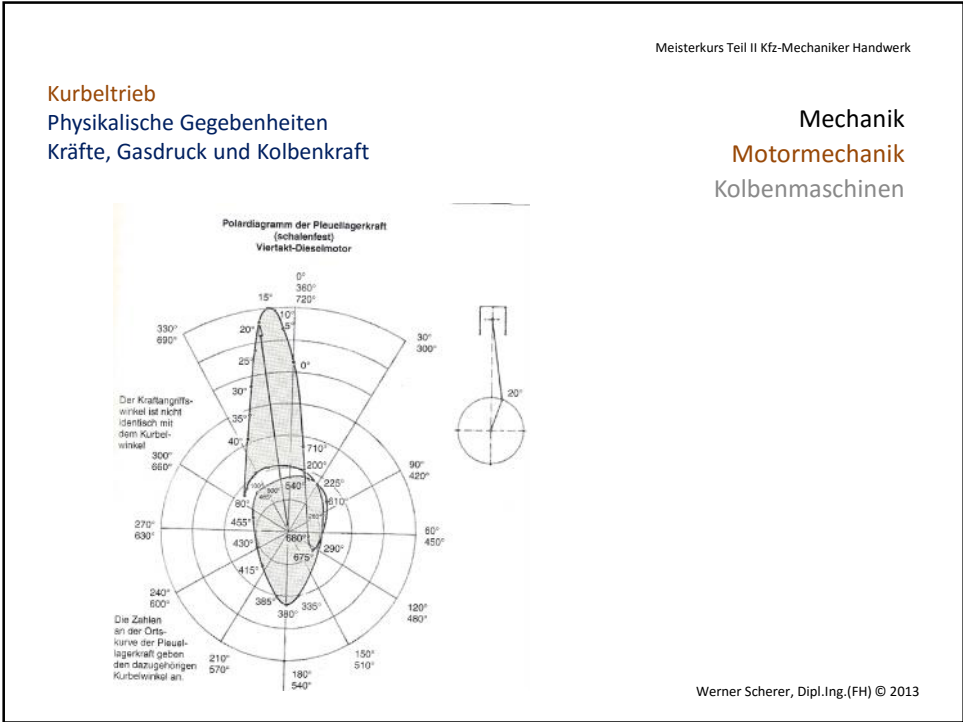 Meisterkurs Teil II Kfz-Mechaniker Handwerk
Kurbeltrieb
Physikalische Gegebenheiten
Kräfte, Gasdruck und Kolbenkraft
Mechanik
Motormechanik
Kolbenmaschinen
Polardiagramm der Pleuellagerkraft
(schalenfest)
Viertakt-Dieselmotor
0°
360°
720°
15°
10°
5°
20°
330°
690°
30°
300°
25°
0°
30°
20°
Der Kraftangriffs-
winkel ist nicht
identisch mit
dem Kurbel-
winkel
35°
40°
710°
300°
660°
200°
90°
420°
225°
540°
610°
80°
270°
630°
455°
60°
450°
430°
680°
290°
675°
415°
240°
600°
385°
335°
380°
120°
480°
Die Zahlen
an der Orts-
kurve der Pleuel-
lagerkraft geben
den dazugehörigen
Kurbelwinkel an.
210°
570°
150°
510°
180°
540°
Werner Scherer, Dipl.Ing.(FH) © 2013